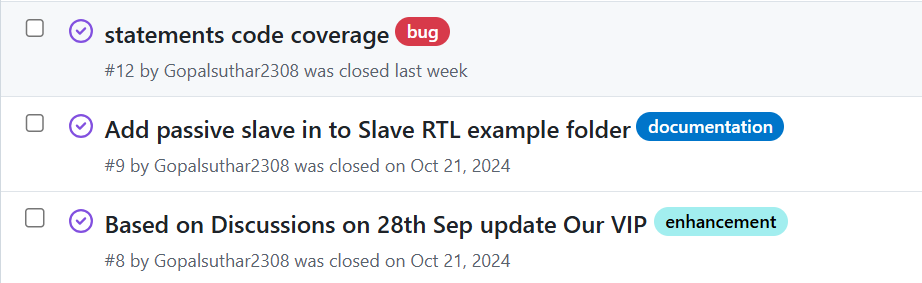 statements code coverage bug
#12 by Gopalsuthar2308 was closed last week
Add passive slave in to Slave RTL example folder documentation
#9 by Gopalsuthar2308 was closed on Oct 21, 2024
Based on Discussions on 28th Sep update Our VIP enhancement
#8 by Gopalsuthar2308 was closed on Oct 21, 2024